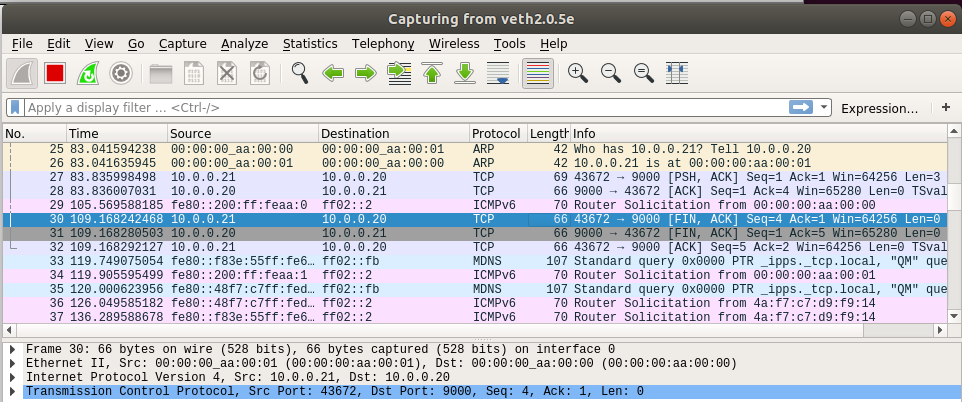 Capturing from veth2.0.5e
File Edit View Go Capture Analyze Statistics Telephony Wireless Tools Help
Apply a display filter ... <Ctrl-/> Expression... +
No. Time Source Destination Protocol Length Info
25 83.041594238 00:00:00_aa:00:00 00:00:00_aa:00:01 ARP 42 Who has 10.0.0.21? Tell 10.0.0.20
26 83.041635945 00:00:00_aa:00:01 00:00:00_aa:00:00 ARP 42 10.0.0.21 is at 00:00:00:aa:00:01
27 83.835998498 10.0.0.21 10.0.0.20 TCP 69 43672 → 9000 [PSH, ACK] Seq=1 Ack=1 Win=64256 Len=3
28 83.836007031 10.0.0.20 10.0.0.21 TCP 66 9000 → 43672 [ACK] Seq=1 Ack=4 Win=65280 Len=0 TSval
29 105.569588185 fe80::200:ff:feaa:0 ff02::2 ICMPv6 70 Router Solicitation from 00:00:00:aa:00:00
30 109.168242468 10.0.0.21 10.0.0.20 TCP 66 43672 → 9000 [FIN, ACK] Seq=4 Ack=1 Win=64256 Len=0
31 109.168280503 10.0.0.20 10.0.0.21 TCP 66 9000 → 43672 [FIN, ACK] Seq=1 Ack=5 Win=65280 Len=0
32 109.168292127 10.0.0.21 10.0.0.20 TCP 66 43672 → 9000 [ACK] Seq=5 Ack=2 Win=64256 Len=0 TSval
33 119.749075054 fe80::f83e:55ff:fe6... ff02::fb MDNS 107 Standard query 0x0000 PTR _ipps._tcp.local, "QM" que
34 119.905595499 fe80::200:ff:feaa:1 ff02::2 ICMPv6 70 Router Solicitation from 00:00:00:aa:00:01
35 120.000623956 fe80::48f7:c7ff:fed... ff02::fb MDNS 107 Standard query 0x0000 PTR _ipps._tcp.local, "QM" que
36 126.049585182 fe80::48f7:c7ff:fed... ff02::2 ICMPv6 70 Router Solicitation from 4a:f7:c7:d9:f9:14
37 136.289588678 fe80::f83e:55ff:fe6... ff02::2 ICMPv6 70 Router Solicitation from 4a:f7:c7:d9:f9:14
Frame 30: 66 bytes on wire (528 bits), 66 bytes captured (528 bits) on interface 0
Ethernet II, Src: 00:00:00_aa:00:01 (00:00:00:aa:00:01), Dst: 00:00:00_aa:00:00 (00:00:00:aa:00:00)
Internet Protocol Version 4, Src: 10.0.0.21, Dst: 10.0.0.20
Transmission Control Protocol, Src Port: 43672, Dst Port: 9000, Seq: 4, Ack: 1, Len: 0